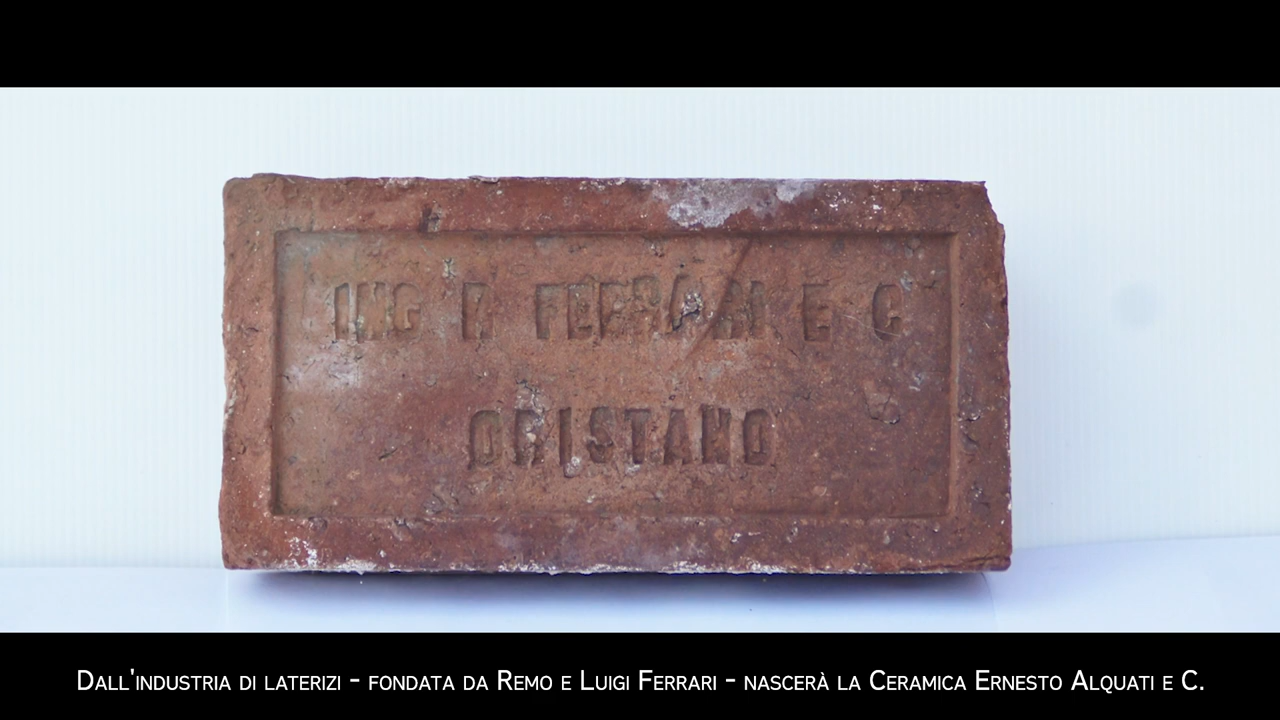 ING R FERRARI E C
ORISTANO
Dall'industria di laterizi - fondata da Remo e Luigi Ferrari - nascerà la Ceramica Ernesto Alquati e C.